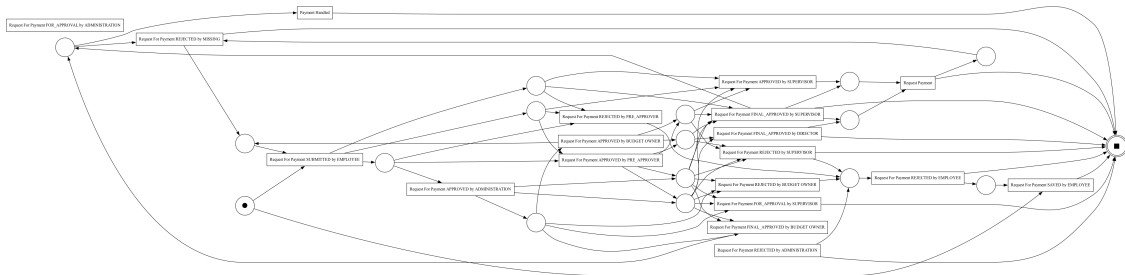 Payment Handled
Request For Payment FOR_APPROVAL by ADMINISTRATION
Request For Payment REJECTED by MISSING
Request For Payment APPROVED by SUPERVISOR
Request Payment
Request For Payment REJECTED by PRE_APPROVER
Request For Payment FINAL_APPROVED by SUPERVISOR
Request For Payment FINAL_APPROVED by DIRECTOR
Request For Payment APPROVED by BUDGET OWNER
Request For Payment REJECTED by SUPERVISOR
Request For Payment SUBMITTED by EMPLOYEE
Request For Payment APPROVED by PRE_APPROVER
Request For Payment REJECTED by EMPLOYEE
Request For Payment SAVED by EMPLOYEE
Request For Payment APPROVED by ADMINISTRATION
Request For Payment REJECTED by BUDGET OWNER
Request For Payment FOR_APPROVAL by SUPERVISOR
Request For Payment FINAL_APPROVED by BUDGET OWNER
Request For Payment REJECTED by ADMINISTRATION